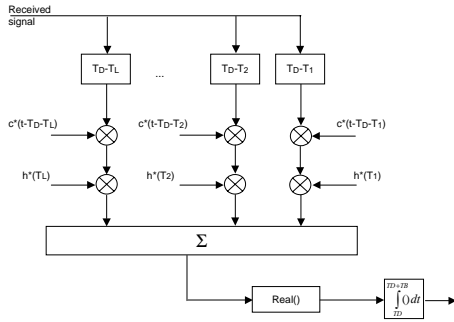 Received
signal
TD-TL
...
TD-T2
TD-T1
c*(t-TD-TL)
c*(t-TD-T2)
c*(t-TD-T1)
h*(TL)
h*(T2)
h*(T1)
Σ
Real()
TD+TB
∫()dt
TD